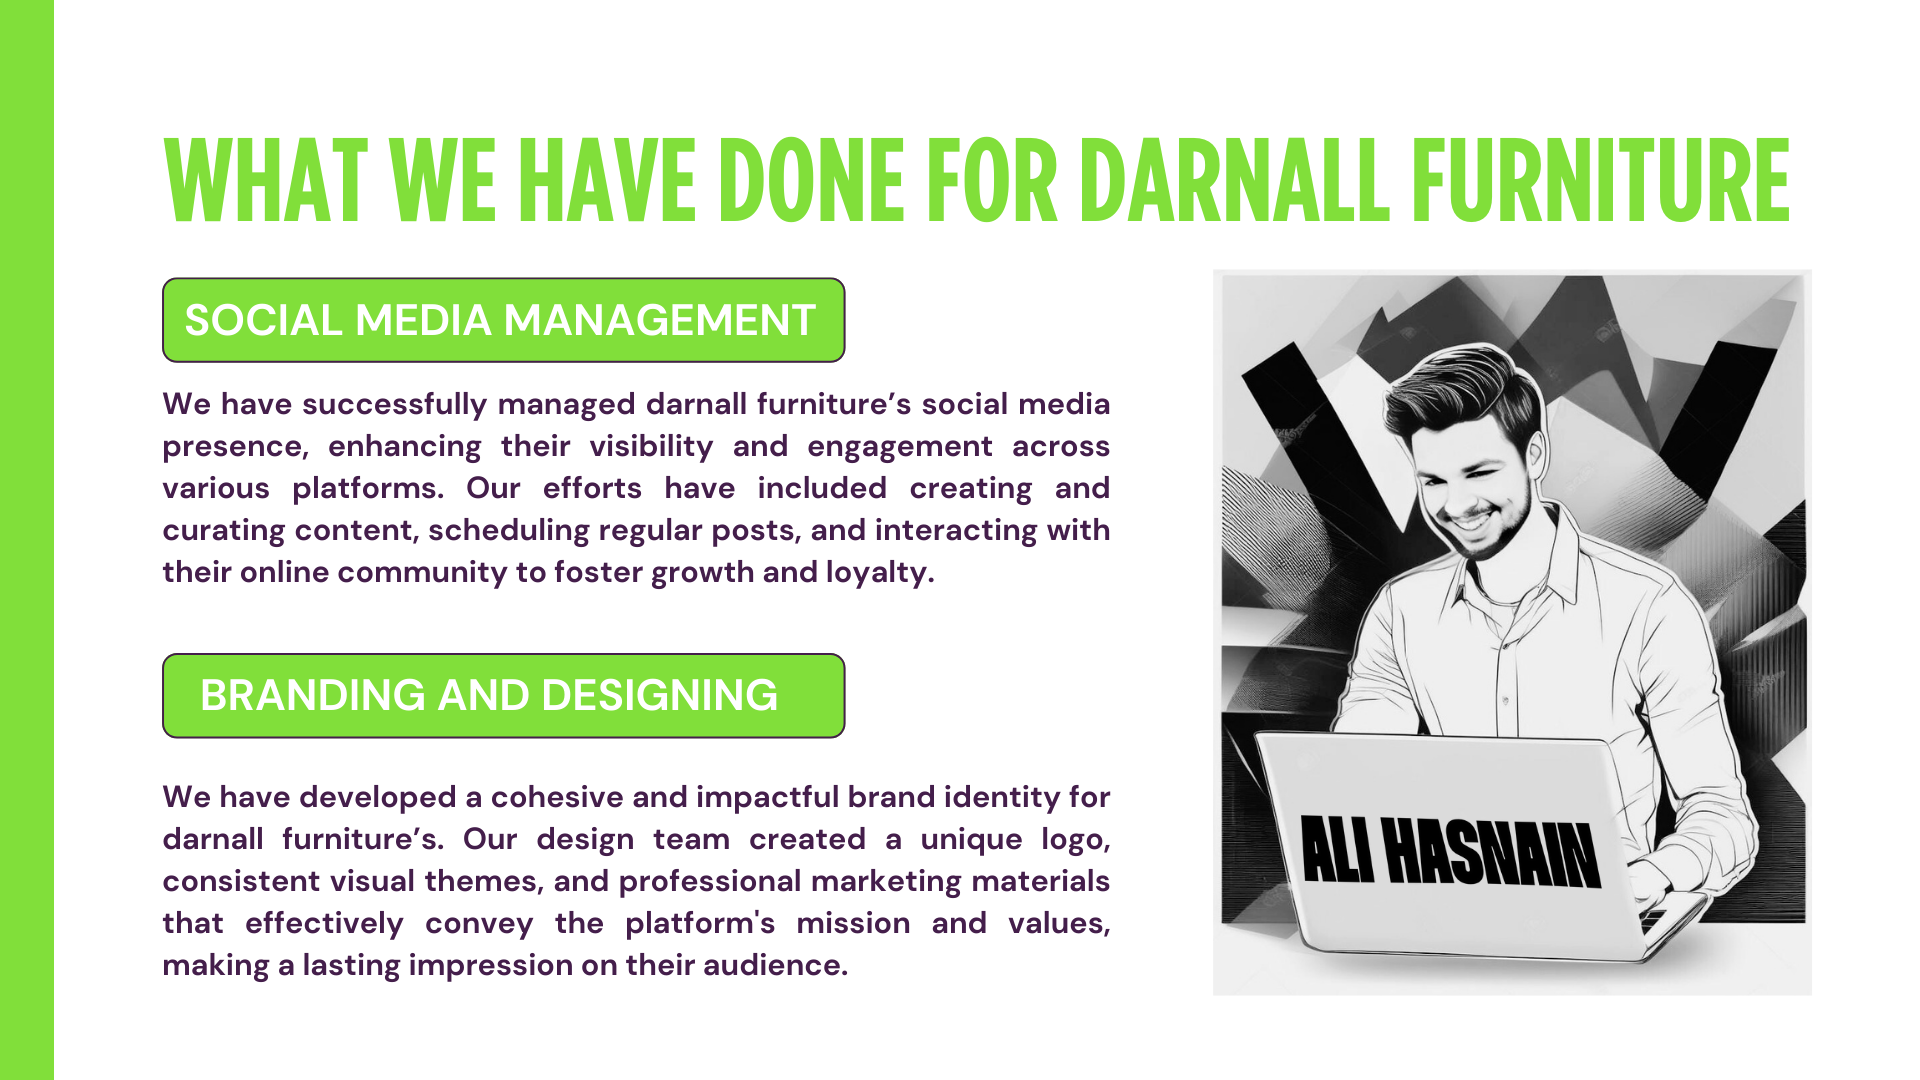 WHAT WE HAVE DONE FOR DARNALL FURNITURE
SOCIAL MEDIA MANAGEMENT
We have successfully managed darnall furniture’s social media
presence, enhancing their visibility and engagement across
various platforms. Our efforts have included creating and
curating content, scheduling regular posts, and interacting with
their online community to foster growth and loyalty.
BRANDING AND DESIGNING
We have developed a cohesive and impactful brand identity for
darnall furniture’s. Our design team created a unique logo,
consistent visual themes, and professional marketing materials
that effectively convey the platform's mission and values,
making a lasting impression on their audience.
ALI HASNAIN